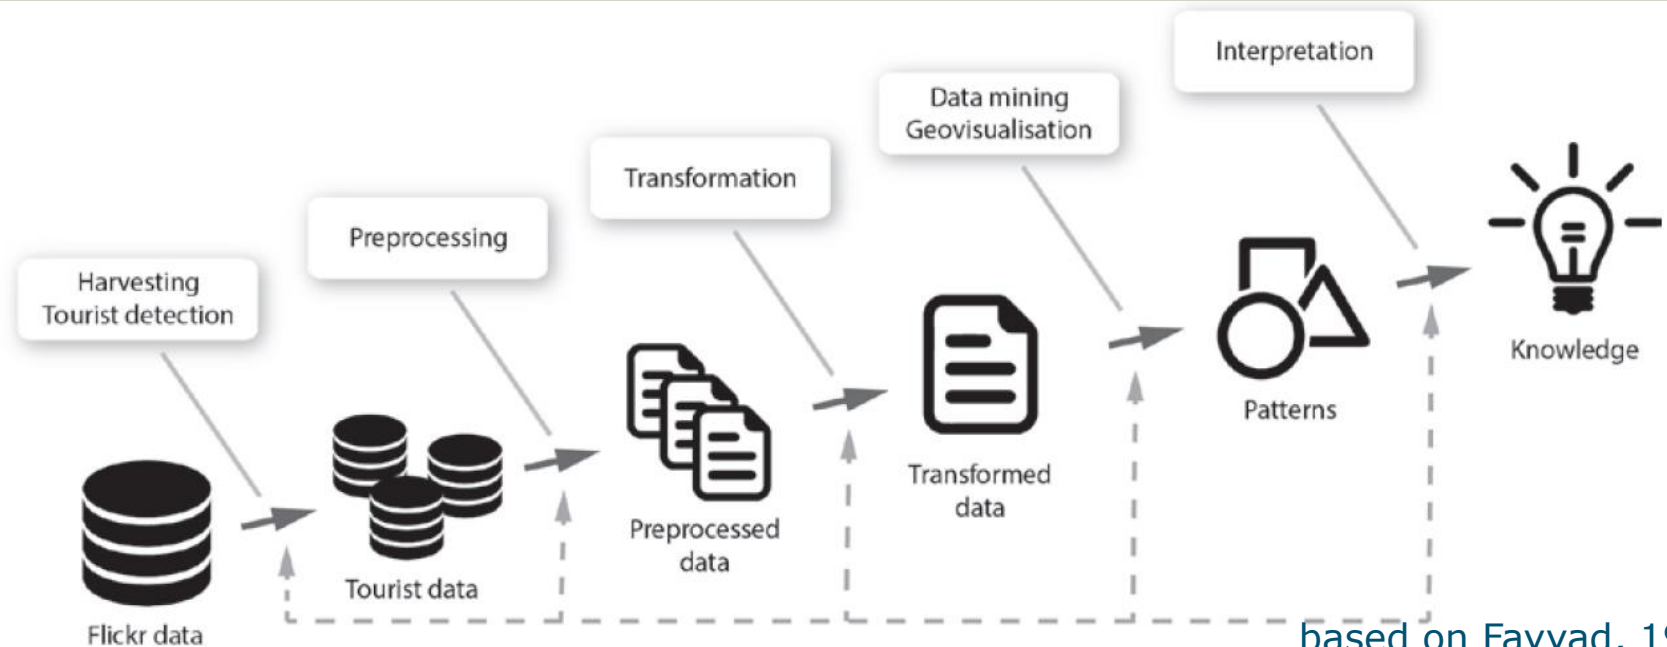 Interpretation
Data mining
Geovisualisation
Transformation
Preprocessing
Harvesting
Tourist detection
Knowledge
Patterns
Transformed
data
Preprocessed
data
Tourist data
Flickr data
based on Fayyad, 19